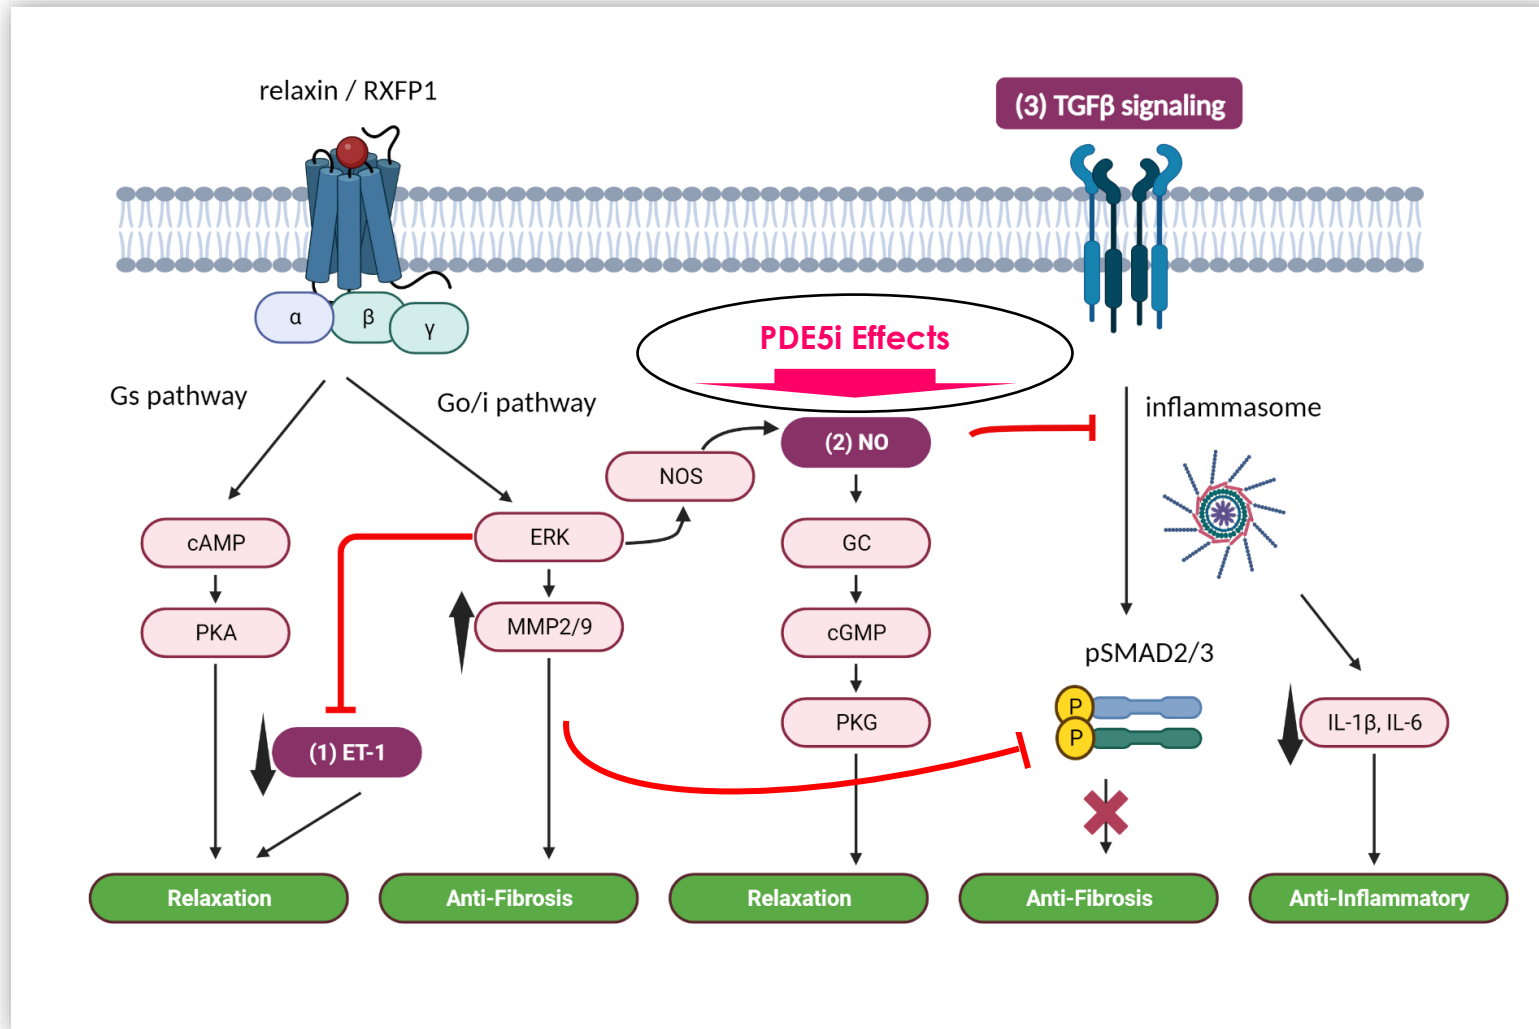 relaxin / RXFP1
(3) TGFβ signaling
α
β
γ
PDE5i Effects
Gs pathway
Go/i pathway
inflammasome
(2) NO
NOS
cAMP
ERK
GC
PKA
MMP2/9
cGMP
pSMAD2/3
P
P
PKG
IL-1β, IL-6
(1) ET-1
Relaxation
Anti-Fibrosis
Relaxation
Anti-Fibrosis
Anti-Inflammatory